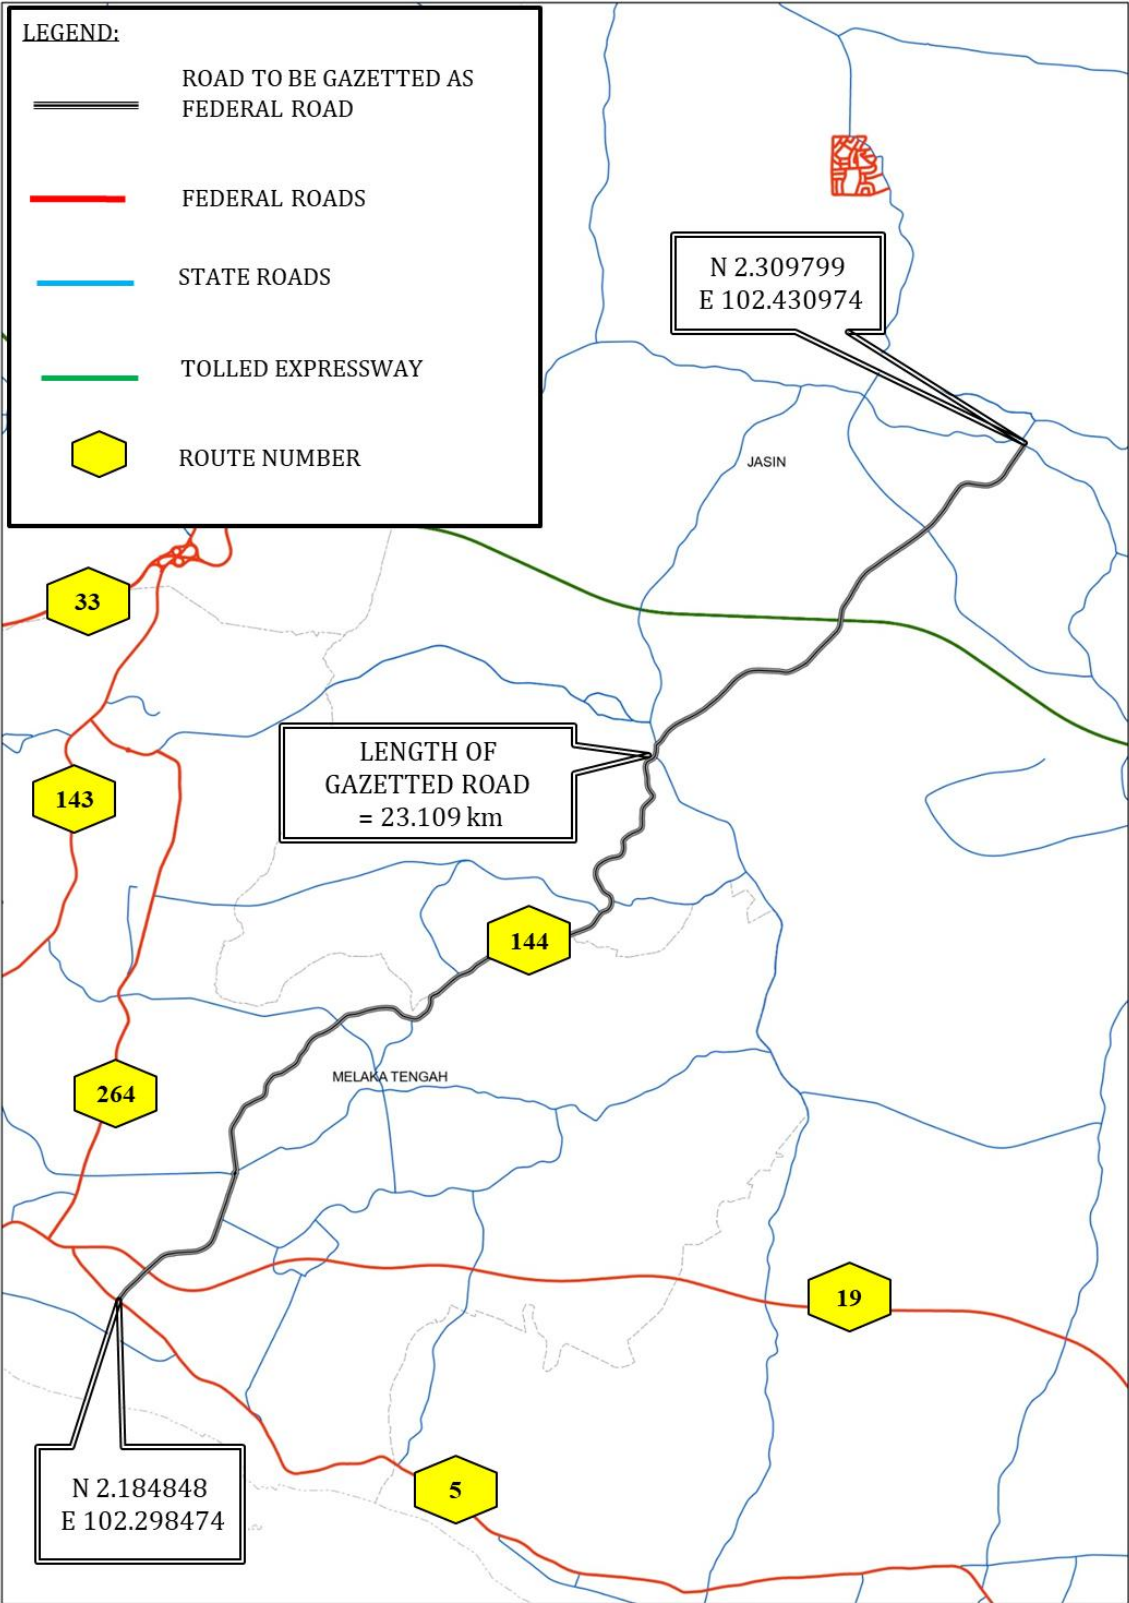 LEGEND:
ROAD TO BE GAZETTED AS
FEDERAL ROAD
FEDERAL ROADS
STATE ROADS
TOLLED EXPRESSWAY
ROUTE NUMBER
N 2.309799
E 102.430974
JASIN
33
LENGTH OF
GAZETTED ROAD
= 23.109 km
143
144
MELAKA TENGAH
264
19
5
N 2.184848
E 102.298474